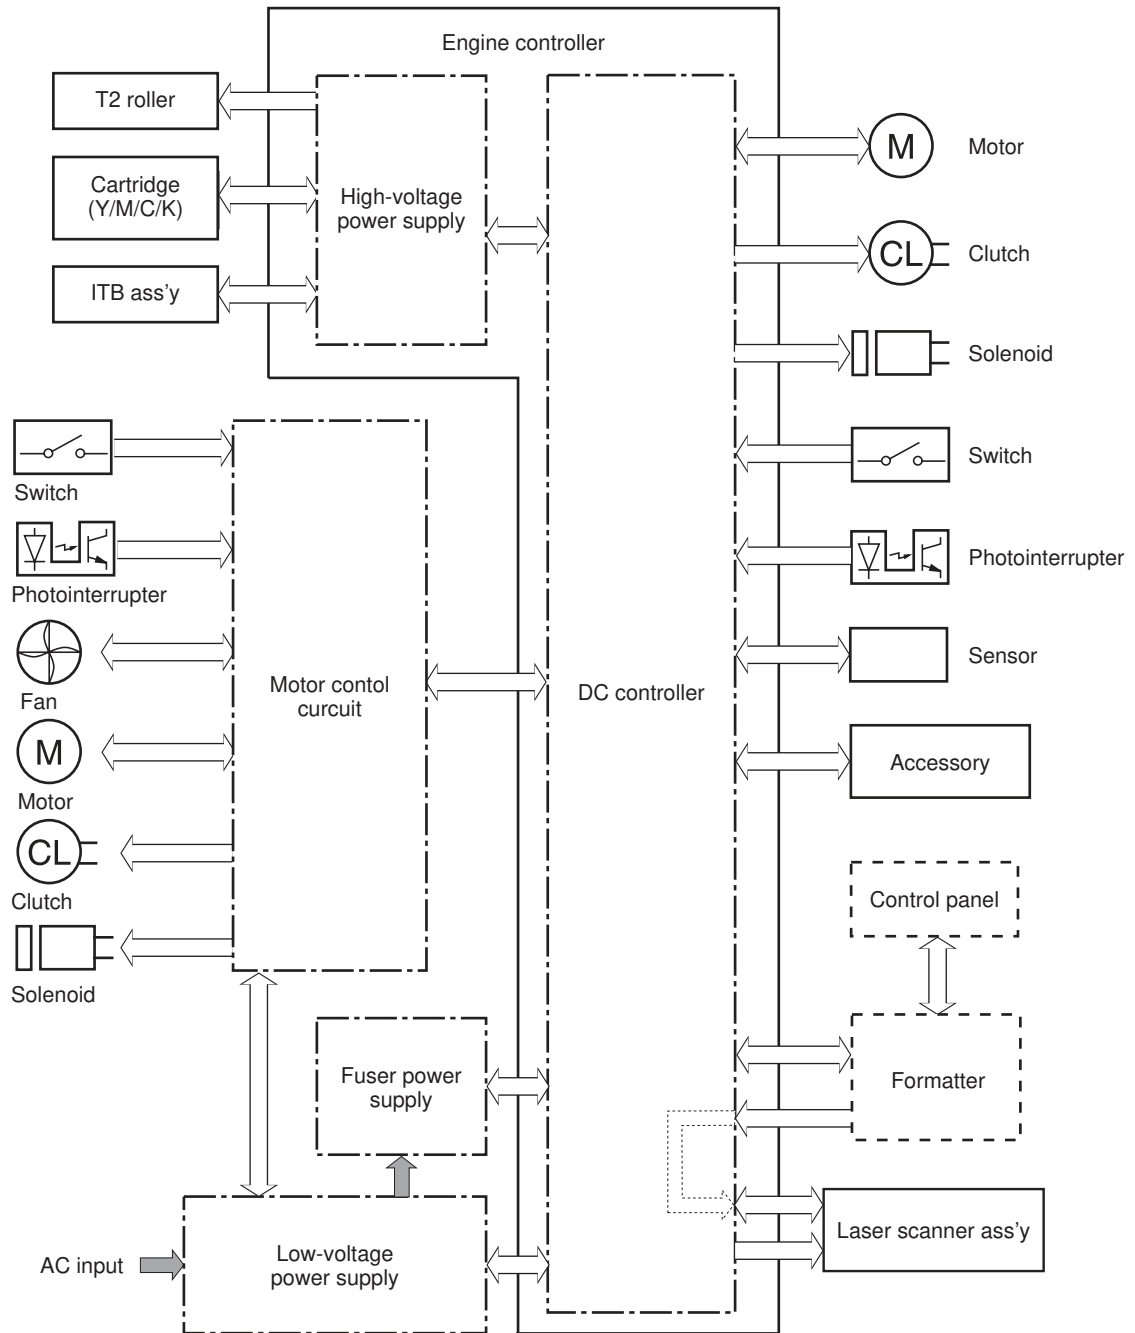 Engine controller
T2 roller
Cartridge
(Y/M/C/K)
ITB ass'y
High-voltage
power supply
M
Motor
CL
Clutch
Solenoid
Switch
Photointerrupter
Sensor
Accessory
Switch
Photointerrupter
Fan
M
Motor
CL
Clutch
Solenoid
Motor contol
curcuit
DC controller
Control panel
Formatter
Fuser power
supply
Laser scanner ass'y
AC input
Low-voltage
power supply